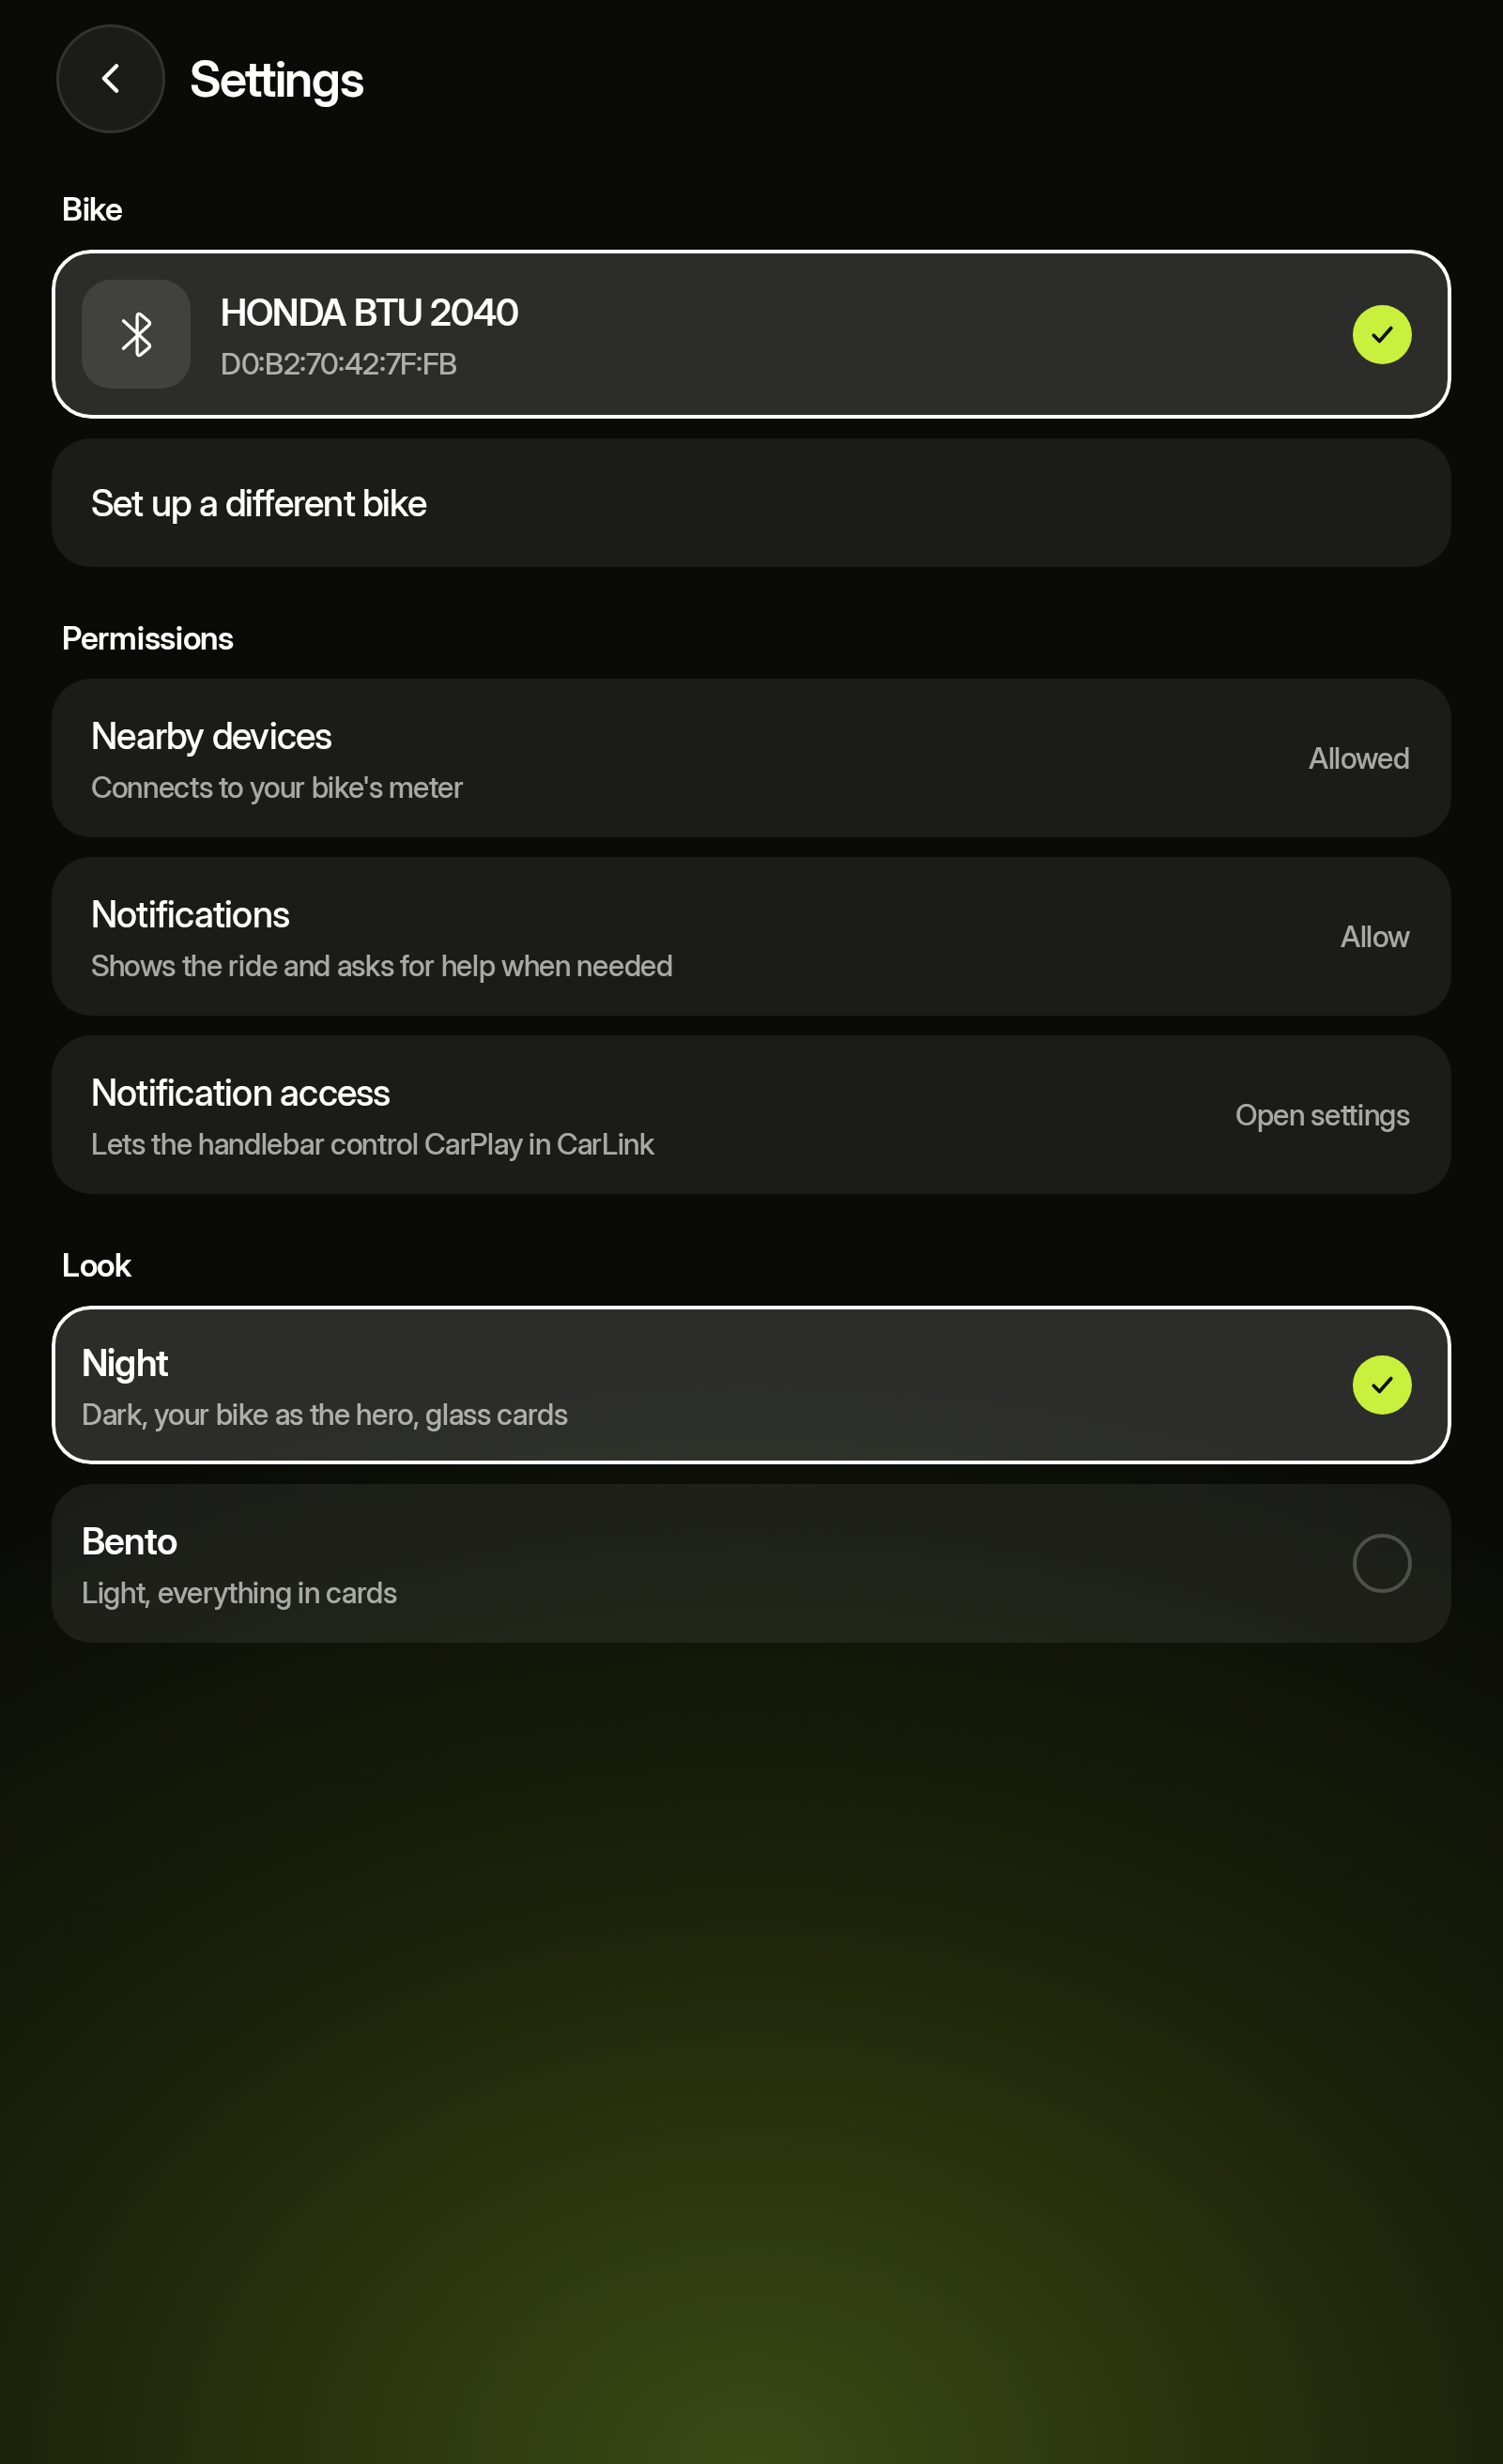 Settings
Bike
HONDA BTU 2040
D0:B2:70:42:7F:FB
Set up a different bike
Permissions
Nearby devices
Connects to your bike's meter
Allowed
Notifications
Shows the ride and asks for help when needed
Allow
Notification access
Lets the handlebar control CarPlay in CarLink
Open settings
Look
Night
Dark, your bike as the hero, glass cards
Bento
Light, everything in cards